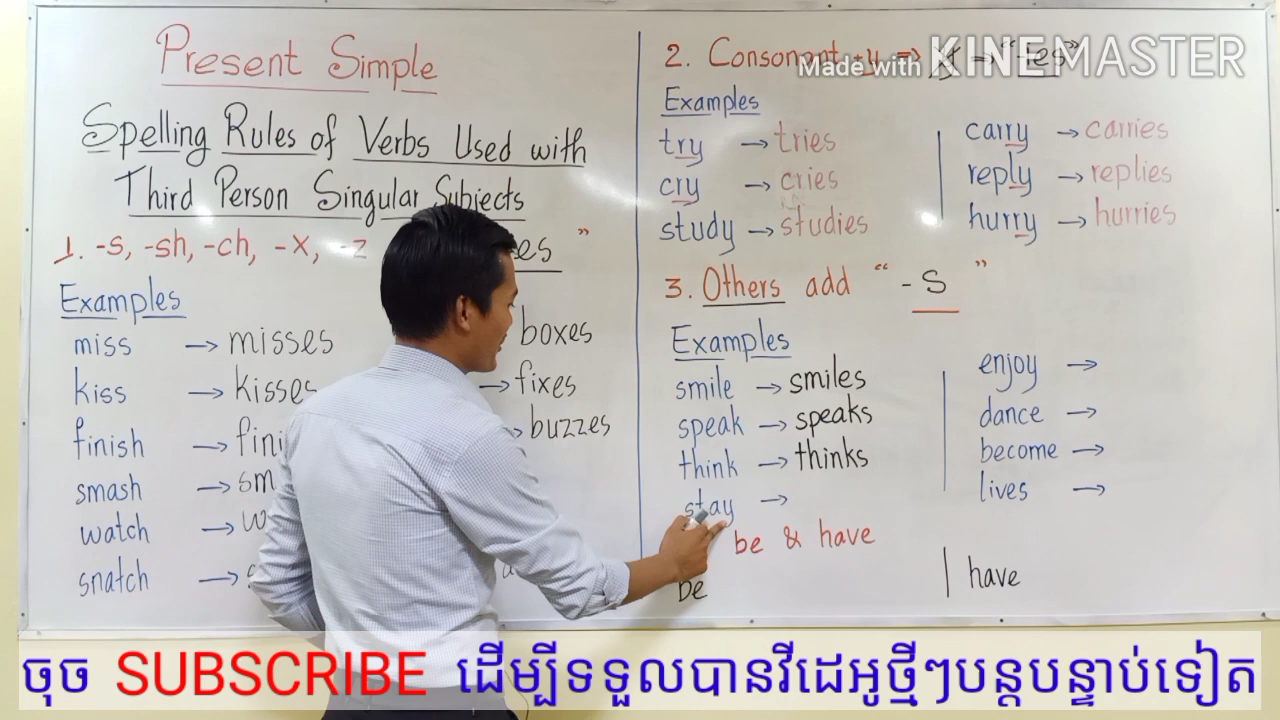 Present Simple
Spelling Rules of Verbs Used with
Third Person Singular Subjects
1. -s, -sh, -ch, -x, -z es "
Examples
miss → misses
kiss → kisses
finish → fini
smash → sm
watch → w
snatch → s
boxes
→ fixes
buzzes
2. Consonant + y => y => "-ies"
Made with KINEMASTER
Examples
try → tries
cry → cries
study → studies
carry → carries
reply → replies
hurry → hurries
3. Others add " -s "
Examples
smile → smiles
speak → speaks
think → thinks
stay →
enjoy →
dance →
become →
lives →
be & have
be
have
ចុច SUBSCRIBE ដើម្បីទទួលបានវីដេអូថ្មីៗបន្តបន្ទាប់ទៀត